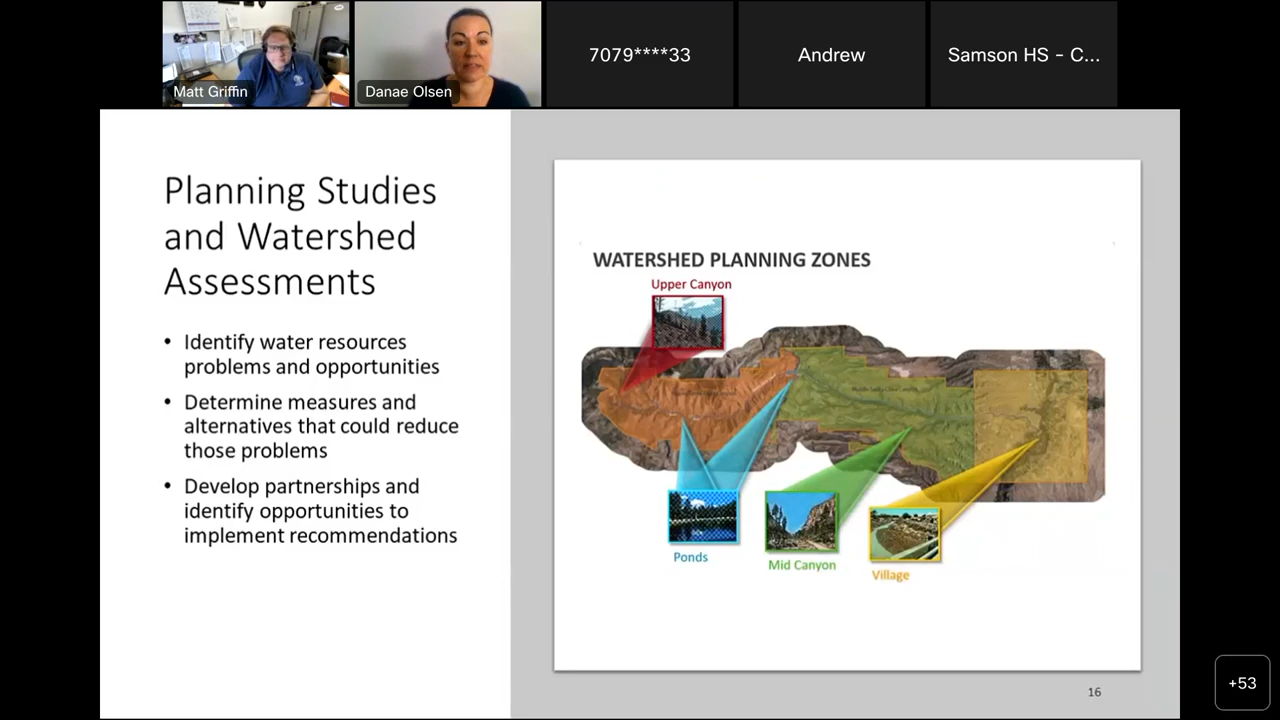 Matt Griffin
Danae Olsen
7079****33
Andrew
Samson HS - C...
Planning Studies
and Watershed
Assessments
• Identify water resources
problems and opportunities
• Determine measures and
alternatives that could reduce
those problems
• Develop partnerships and
identify opportunities to
implement recommendations
WATERSHED PLANNING ZONES
Upper Canyon
Ponds
Mid Canyon
Village
16
+53